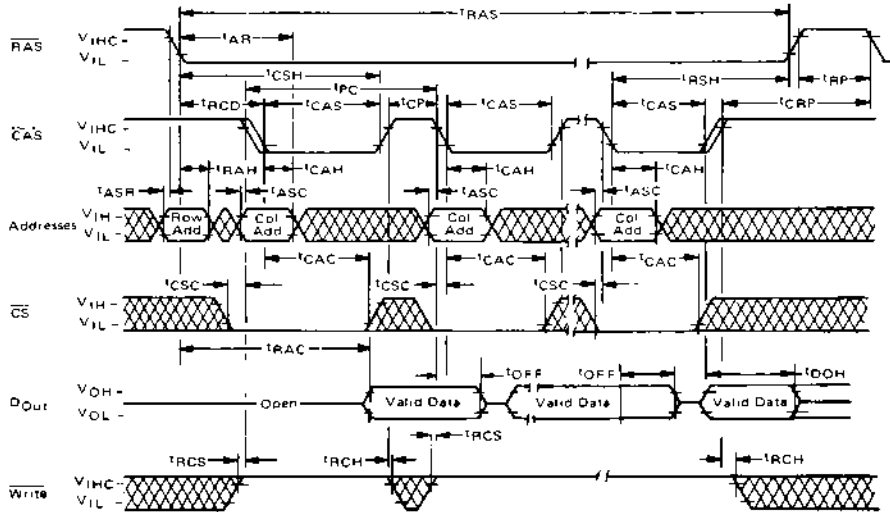 tRAS
RAS
VIHC
VIL
tAR
tCSH
tRSH
tRP
tPC
tRCD
tCAS
tCP
tCAS
tCAS
tCRP
CAS
VIHC
VIL
tRAH
tCAH
tCAH
tCAH
tASR
tASC
tASC
tASC
Addresses
VIH
VIL
Row Add
Col Add
Col Add
Col Add
tCAC
tCAC
tCAC
tCSC
tCSC
tCSC
CS
VIH
VIL
tRAC
tOFF
tOFF
tDOH
DOut
VOH
VOL
Open
Valid Data
Valid Data
Valid Data
tRCS
tRCS
tRCH
tRCH
Write
VIHC
VIL